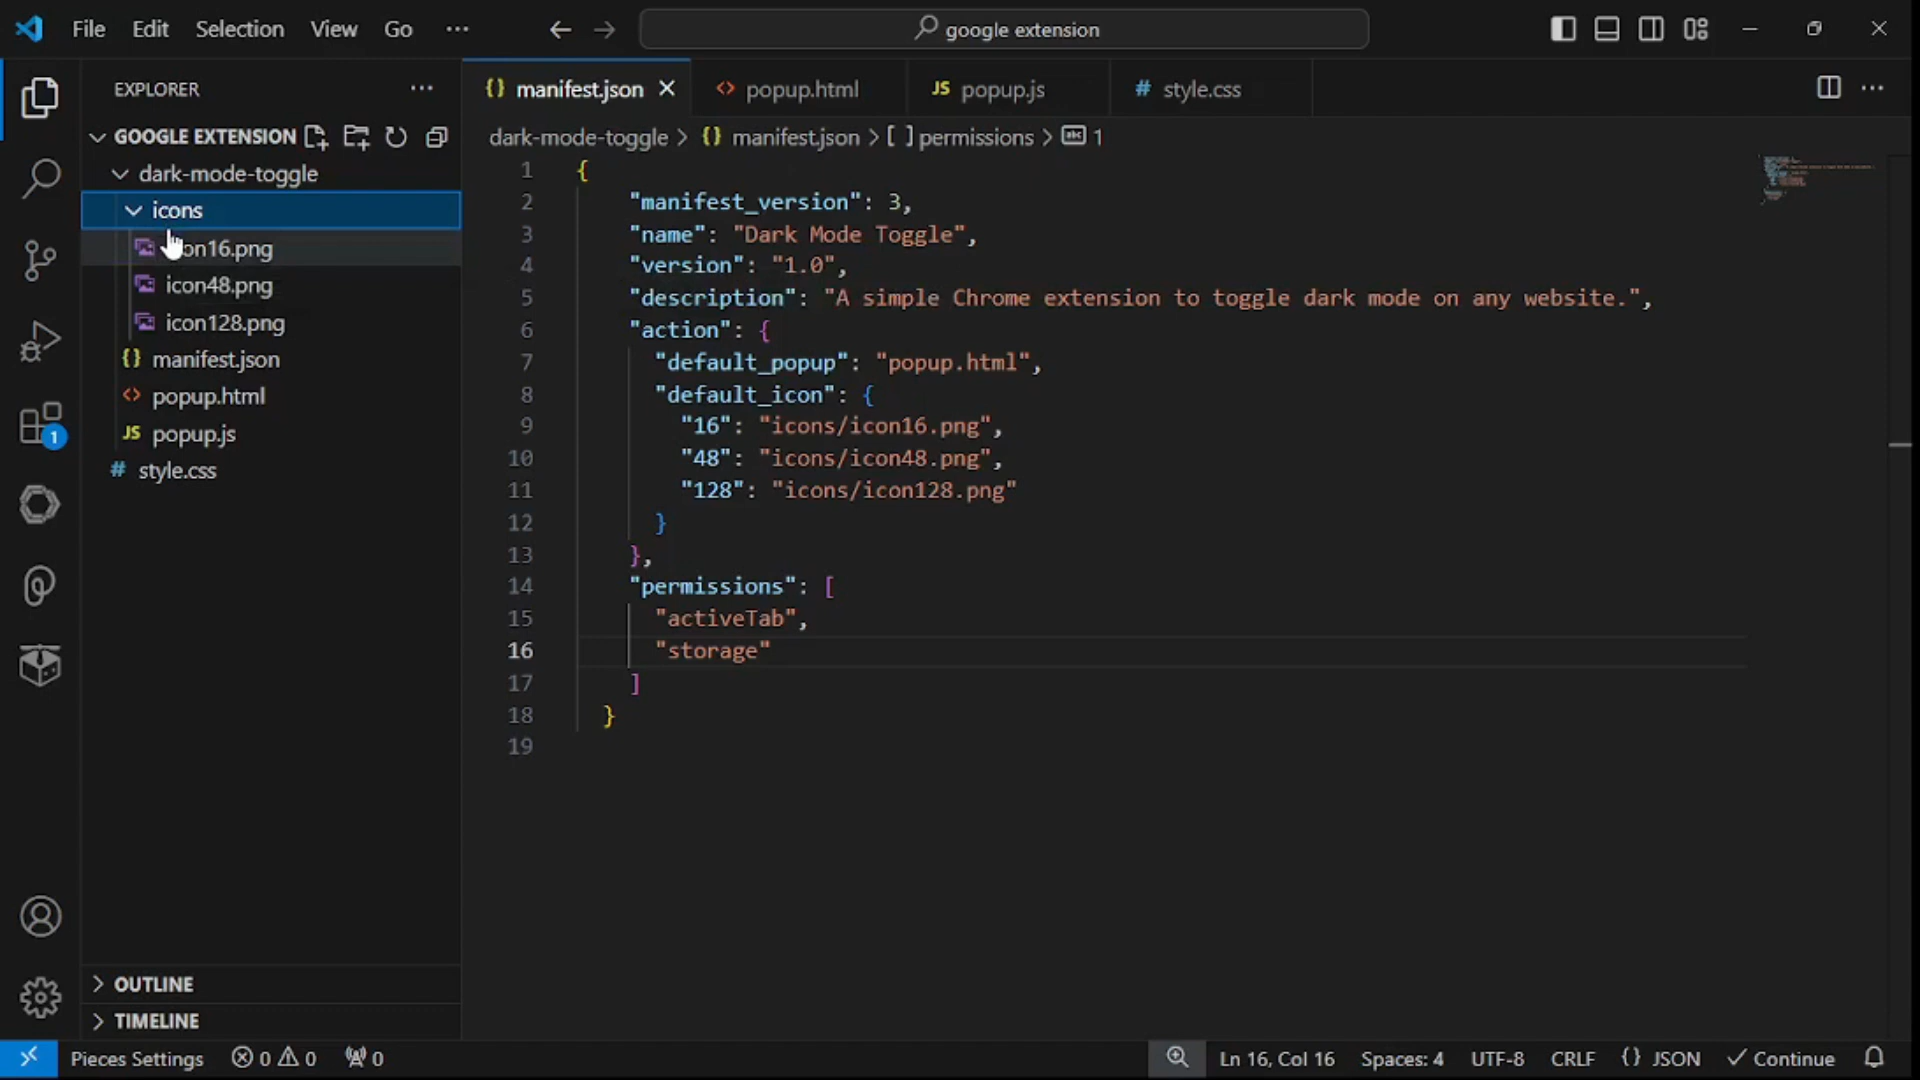 File Edit Selection View Go ··· google extension
EXPLORER ···
GOOGLE EXTENSION
dark-mode-toggle
icons
icon16.png
icon48.png
icon128.png
{} manifest.json
<> popup.html
JS popup.js
# style.css
OUTLINE
TIMELINE
1
{} manifest.json <> popup.html JS popup.js # style.css
dark-mode-toggle > {} manifest.json > [ ] permissions > abc 1
1 {
2 "manifest_version": 3,
3 "name": "Dark Mode Toggle",
4 "version": "1.0",
5 "description": "A simple Chrome extension to toggle dark mode on any website.",
6 "action": {
7 "default_popup": "popup.html",
8 "default_icon": {
9 "16": "icons/icon16.png",
10 "48": "icons/icon48.png",
11 "128": "icons/icon128.png"
12 }
13 },
14 "permissions": [
15 "activeTab",
16 "storage"
17 ]
18 }
19
Pieces Settings 0 0 0 Ln 16, Col 16 Spaces: 4 UTF-8 CRLF {} JSON Continue